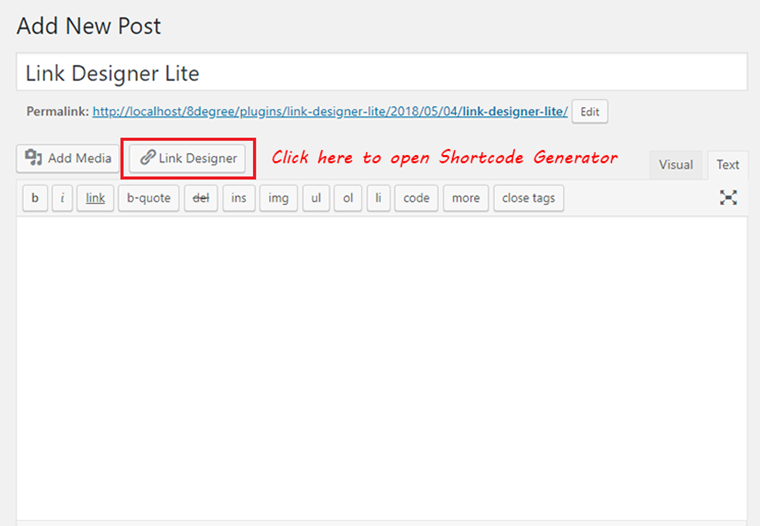 Add New Post
Link Designer Lite
Permalink: http://localhost/8degree/plugins/link-designer-lite/2018/05/04/link-designer-lite/ Edit
Add Media Link Designer Click here to open Shortcode Generator Visual Text
b i link b-quote del ins img ul ol li code more close tags